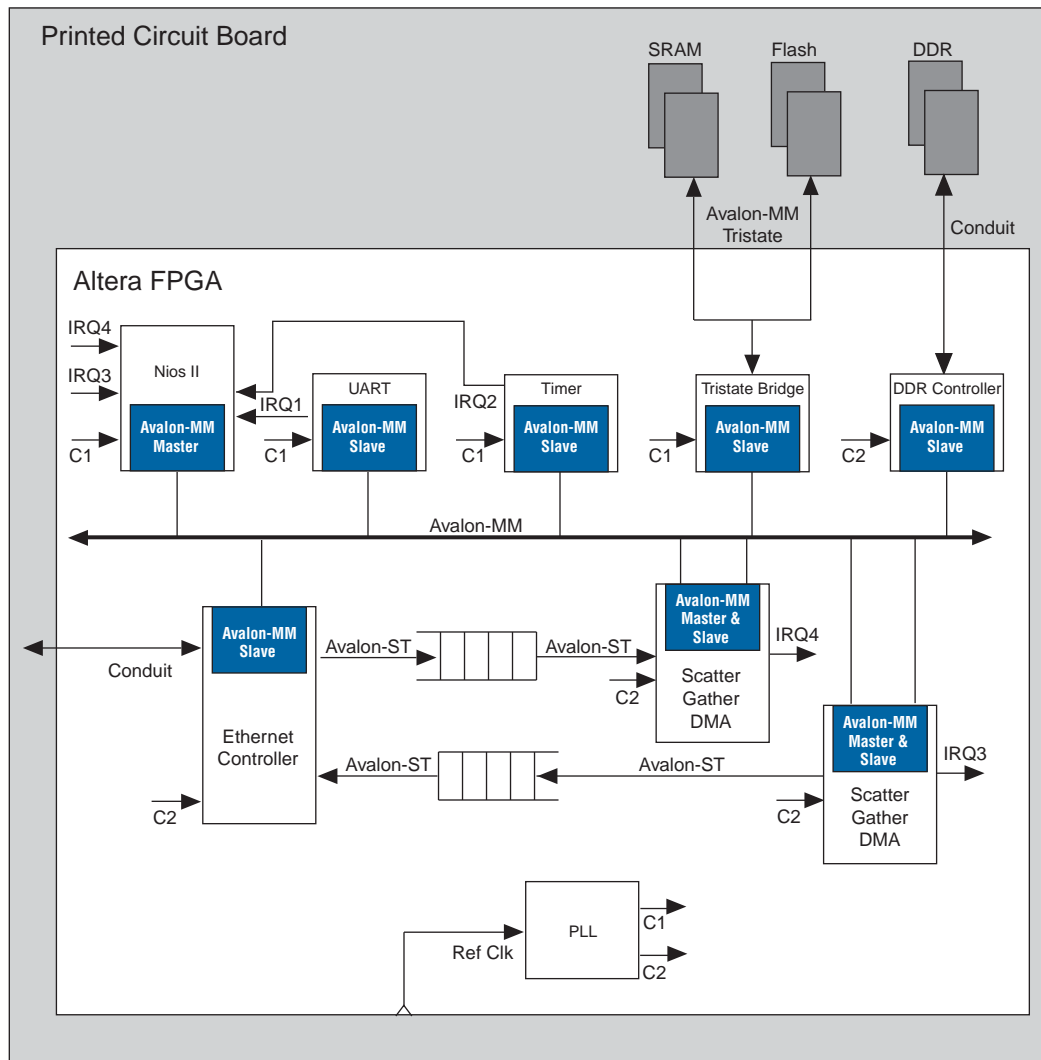 Printed Circuit Board
SRAM
Flash
DDR
Avalon-MM
Tristate
Conduit
Altera FPGA
IRQ4
IRQ3
C1
Nios II
Avalon-MM
Master
IRQ1
C1
UART
Avalon-MM
Slave
IRQ2
C1
Timer
Avalon-MM
Slave
C1
Tristate Bridge
Avalon-MM
Slave
C2
DDR Controller
Avalon-MM
Slave
Avalon-MM
Conduit
Avalon-MM
Slave
Ethernet
Controller
C2
Avalon-ST
Avalon-ST
C2
Avalon-MM
Master &
Slave
Scatter
Gather
DMA
IRQ4
Avalon-ST
Avalon-ST
C2
Avalon-MM
Master &
Slave
Scatter
Gather
DMA
IRQ3
Ref Clk
PLL
C1
C2